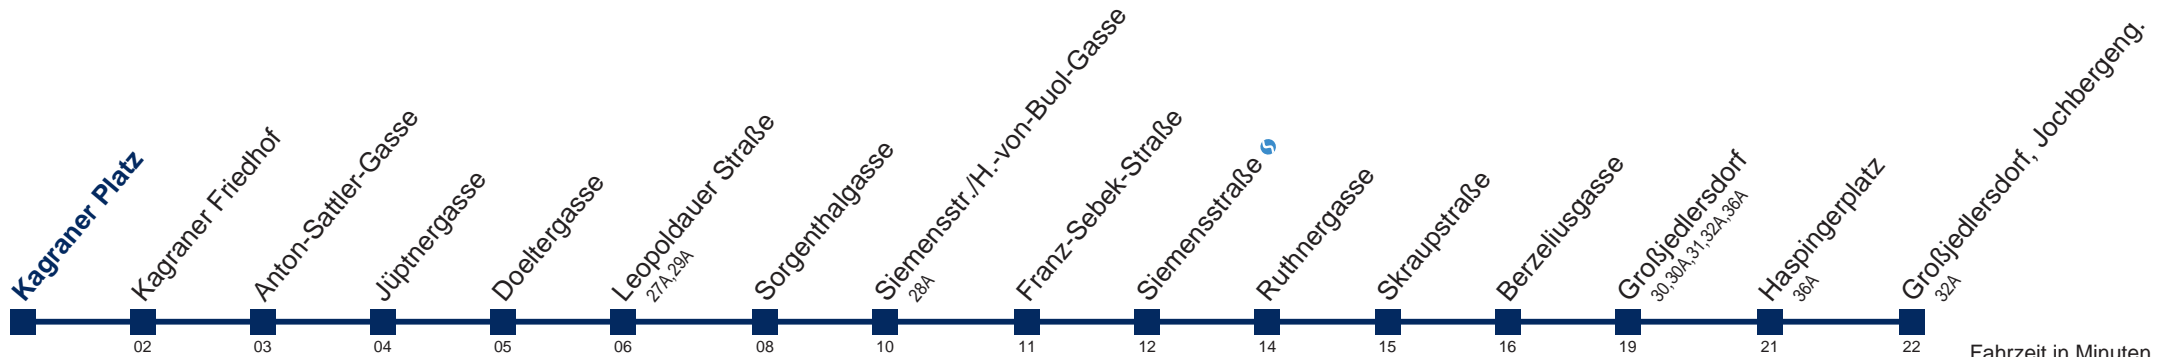 Kagraner Platz
Kagraner Friedhof
Anton-Sattler-Gasse
Jüptnergasse
Doeltergasse
Leopoldauer Straße
27A,29A
Sorgenthalgasse
Siemensstr./H.-von-Buol-Gasse
28A
Franz-Sebek-Straße
Siemensstraße
Ruthnergasse
Skraupstraße
Berzeliusgasse
Großjedlersdorf
30,30A,31,32A,36A
Haspingerplatz
36A
Großjedlersdorf, Jochbergeng.
32A
02 03 04 05 06 08 10 11 12 14 15 16 19 21 22
Fahrzeit in Minuten